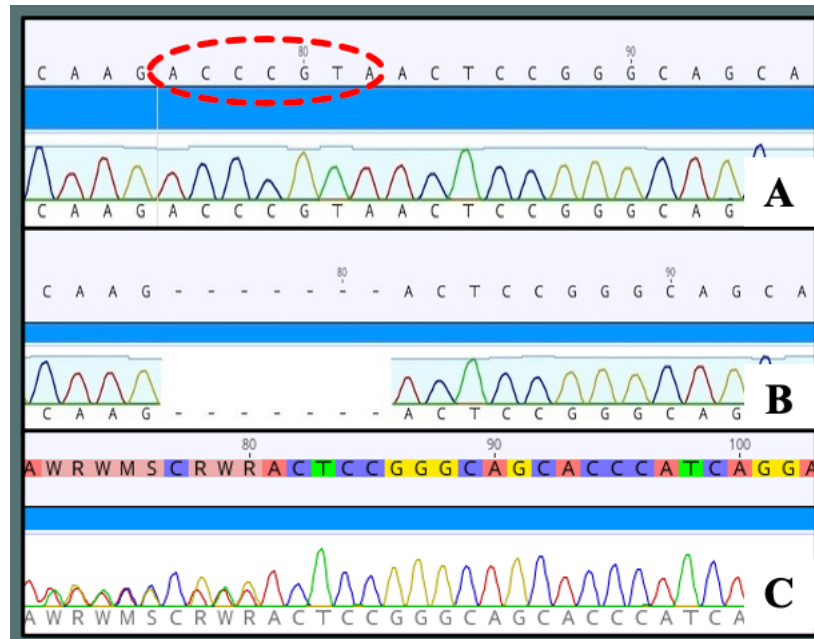 80 90
C A A G A C C C G T A A C T C C G G G C A G C A
C A A G A C C C G T A A C T C C G G G C A G
A
80 90
C A A G - - - - - - - A C T C C G G G C A G C A
C A A G - - - - - - - A C T C C G G G C A G
B
80 90 100
A W R W M S C R W R A C T C C G G G C A G C A C C C A T C A G G A
A W R W M S C R W R A C T C C G G G C A G C A C C C A T C A
C